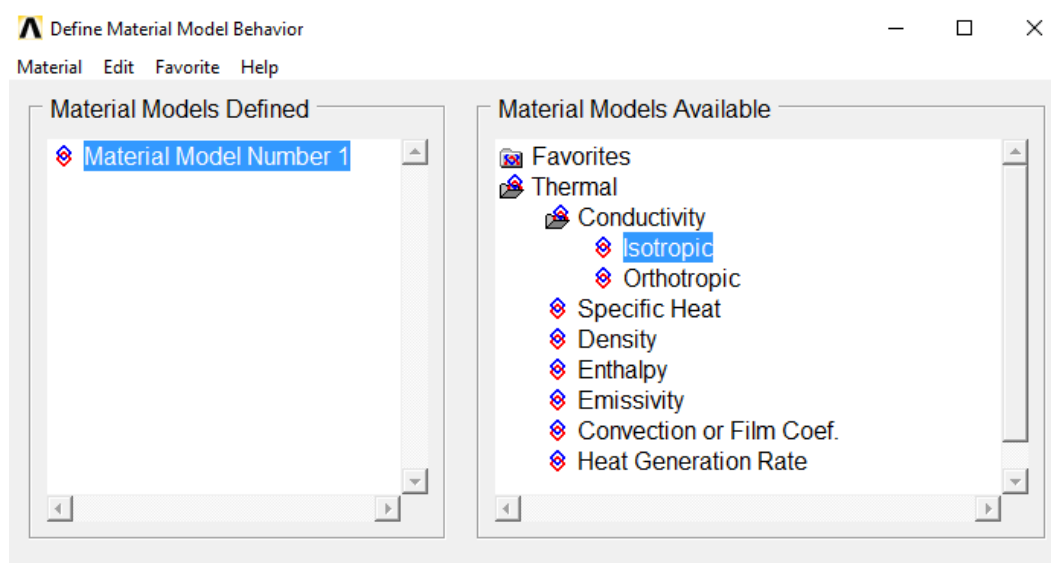 Define Material Model Behavior
Material Edit Favorite Help
Material Models Defined
Material Model Number 1
Material Models Available
Favorites
Thermal
Conductivity
Isotropic
Orthotropic
Specific Heat
Density
Enthalpy
Emissivity
Convection or Film Coef.
Heat Generation Rate